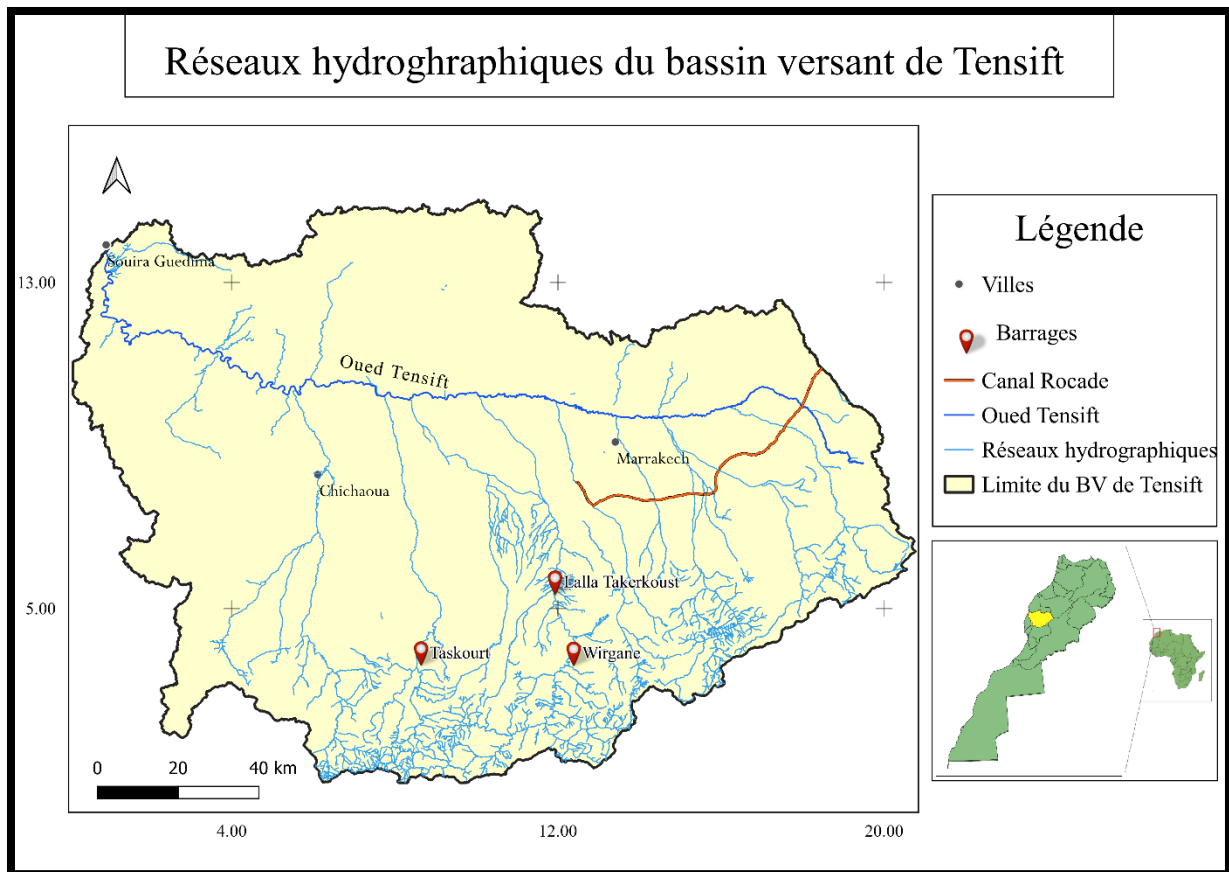 Réseaux hydroghraphiques du bassin versant de Tensift
Souira Guedima
13.00
Oued Tensift
Marrakech
Chichaoua
Lalla Takerkoust
5.00
Taskourt
Wirgane
0 20 40 km
4.00 12.00 20.00
Légende
Villes
Barrages
Canal Rocade
Oued Tensift
Réseaux hydrographiques
Limite du BV de Tensift